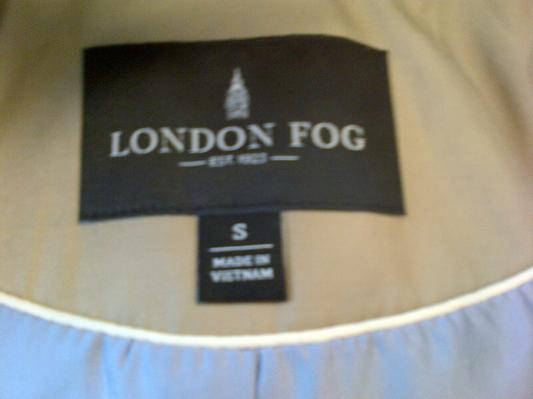 LONDON FOG
EST. 1923
S
MADE IN
VIETNAM